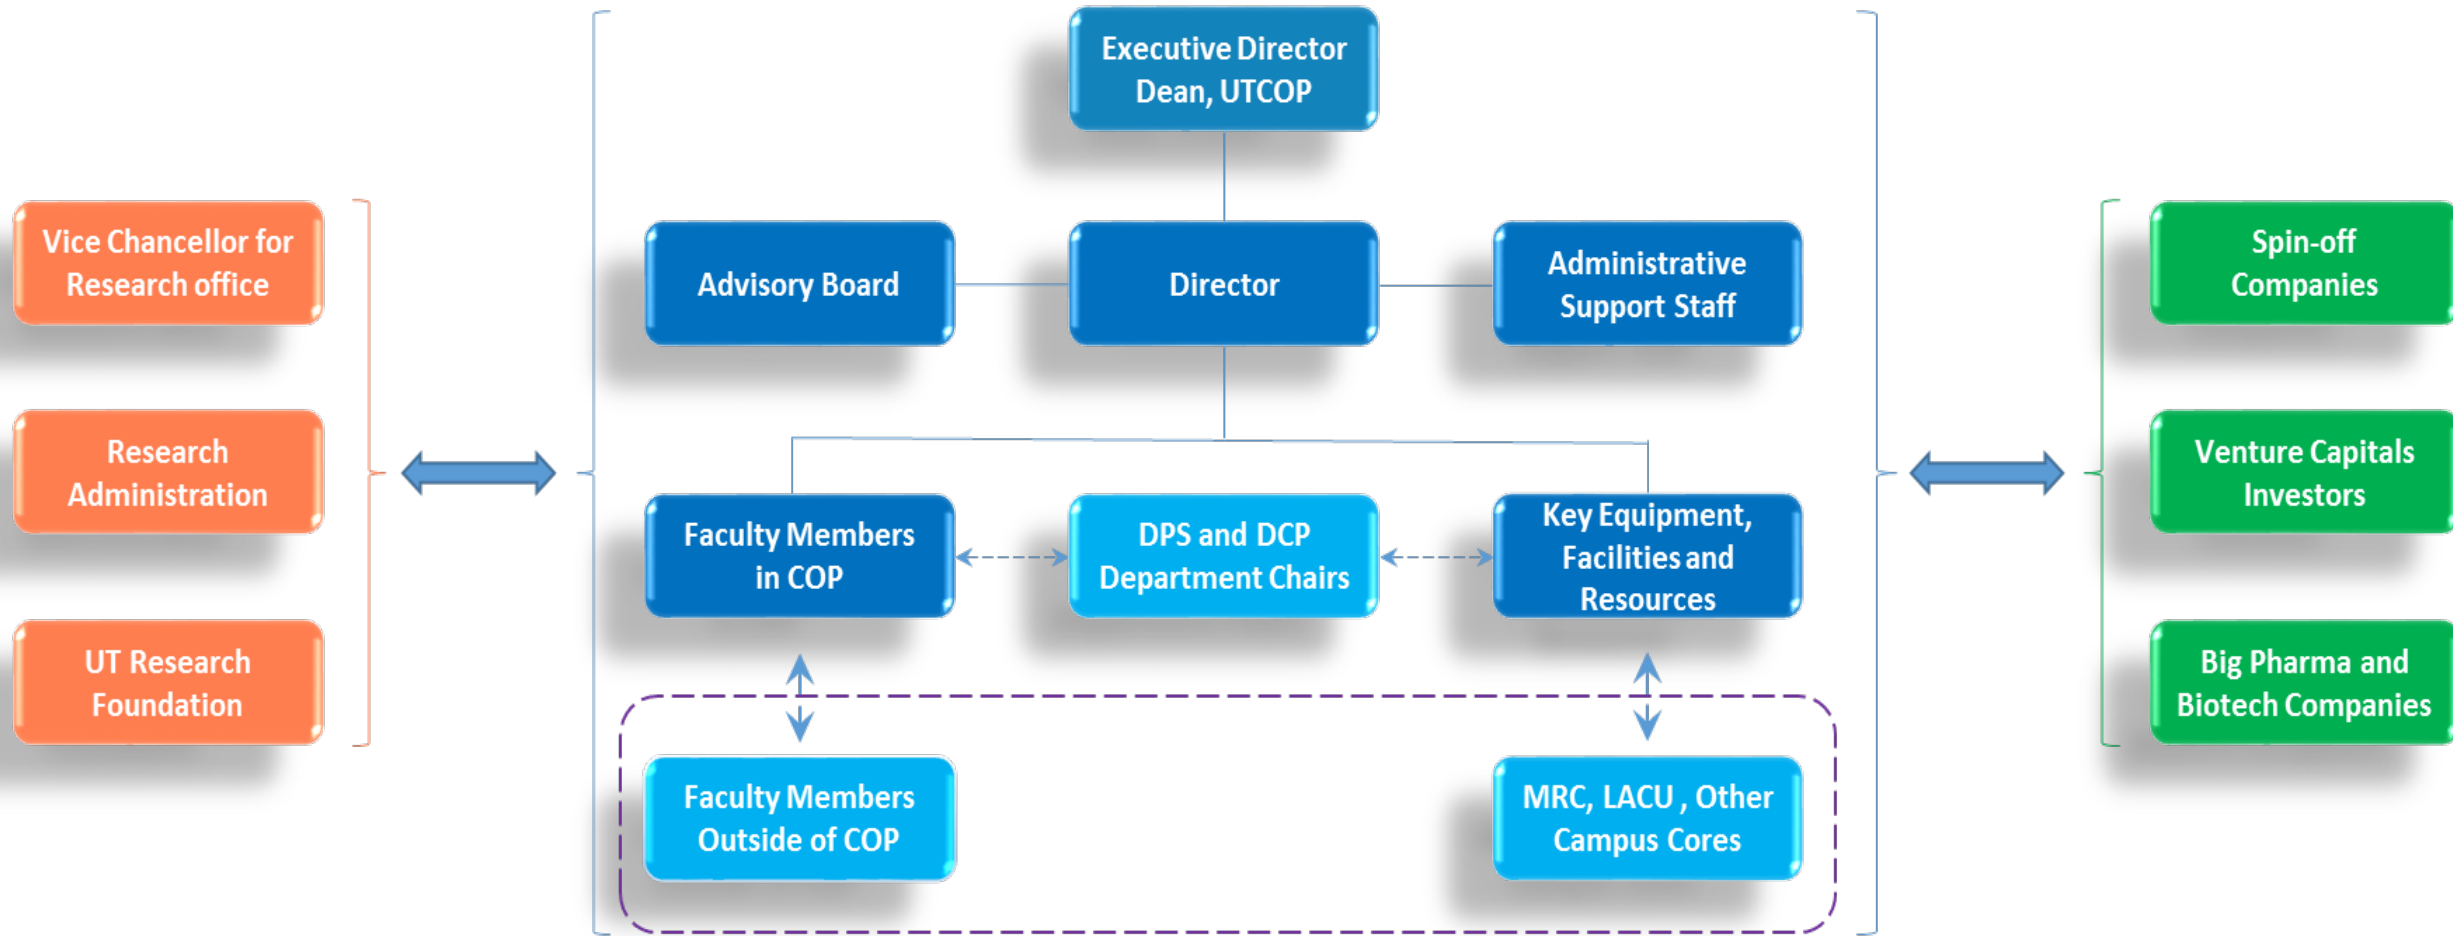 Executive Director
Dean, UTCOP
Vice Chancellor for
Research office
Research
Administration
UT Research
Foundation
Advisory Board
Director
Administrative
Support Staff
Faculty Members
in COP
DPS and DCP
Department Chairs
Key Equipment,
Facilities and
Resources
Faculty Members
Outside of COP
MRC, LACU , Other
Campus Cores
Spin-off
Companies
Venture Capitals
Investors
Big Pharma and
Biotech Companies